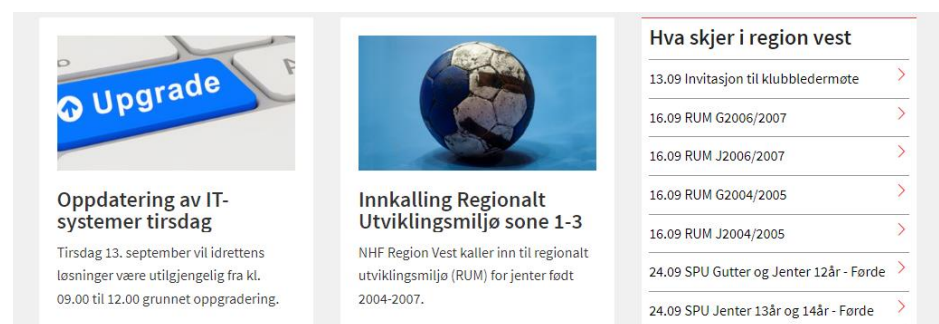 Upgrade
Oppdatering av IT-
systemer tirsdag
Tirsdag 13. september vil idrettens
løsninger være utilgjengelig fra kl.
09.00 til 12.00 grunnet oppgradering.
Innkalling Regionalt
Utviklingsmiljø sone 1-3
NHF Region Vest kaller inn til regionalt
utviklingsmiljø (RUM) for jenter født
2004-2007.
Hva skjer i region vest
13.09 Invitasjon til klubbledermøte
16.09 RUM G2006/2007
16.09 RUM J2006/2007
16.09 RUM G2004/2005
16.09 RUM J2004/2005
24.09 SPU Gutter og Jenter 12år - Førde
24.09 SPU Jenter 13år og 14år - Førde